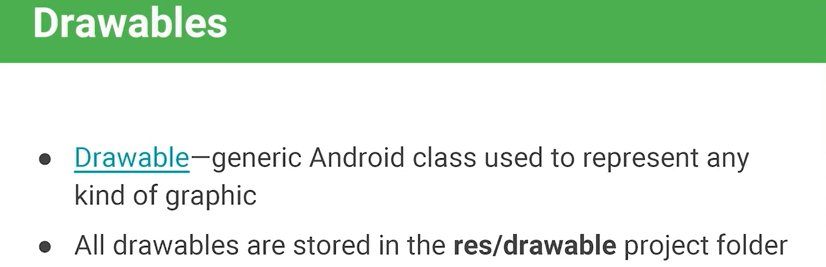 Drawables
● Drawable—generic Android class used to represent any
kind of graphic
● All drawables are stored in the res/drawable project folder